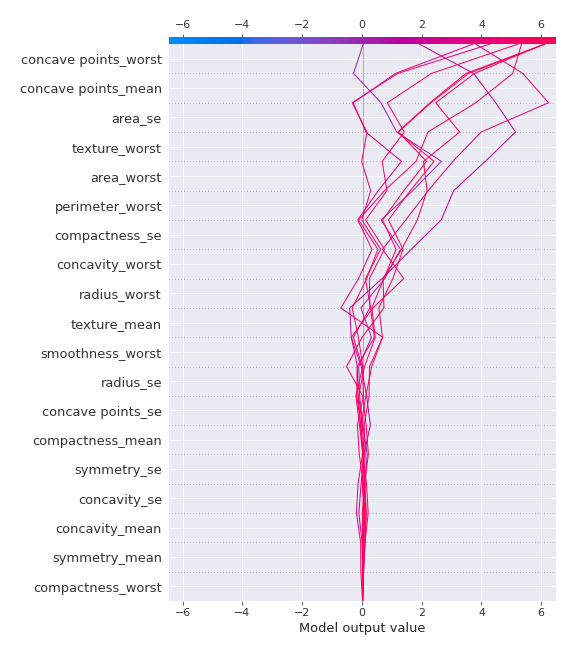 −6 −4 −2 0 2 4 6
concave points_worst
concave points_mean
area_se
texture_worst
area_worst
perimeter_worst
compactness_se
concavity_worst
radius_worst
texture_mean
smoothness_worst
radius_se
concave points_se
compactness_mean
symmetry_se
concavity_se
concavity_mean
symmetry_mean
compactness_worst
−6 −4 −2 0 2 4 6
Model output value